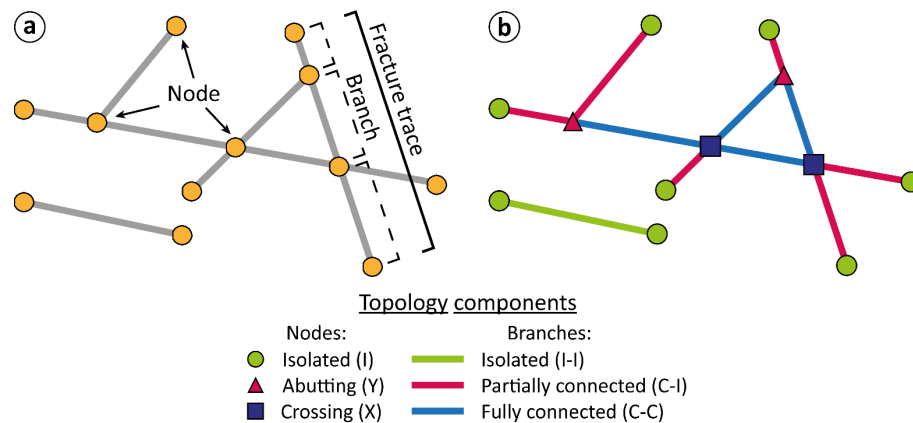 a
b
Node
Branch
Fracture trace
Topology components
Nodes:
Branches:
Isolated (I)
Isolated (I-I)
Abutting (Y)
Partially connected (C-I)
Crossing (X)
Fully connected (C-C)